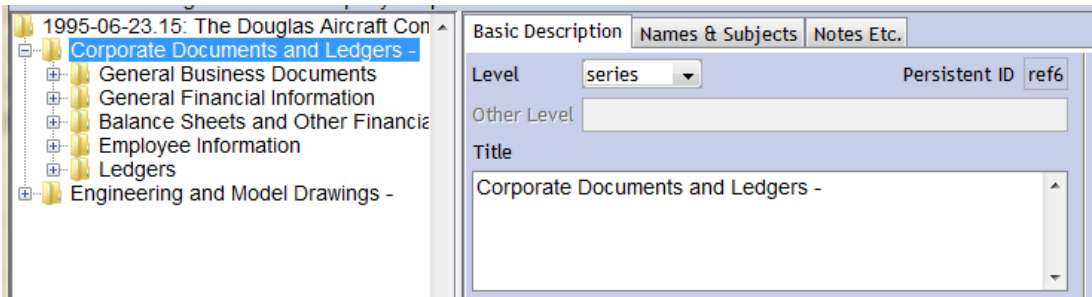 1995-06-23.15: The Douglas Aircraft Con
Corporate Documents and Ledgers -
General Business Documents
General Financial Information
Balance Sheets and Other Financia
Employee Information
Ledgers
Engineering and Model Drawings -
Basic Description Names & Subjects Notes Etc.
Level series Persistent ID ref6
Other Level
Title
Corporate Documents and Ledgers -